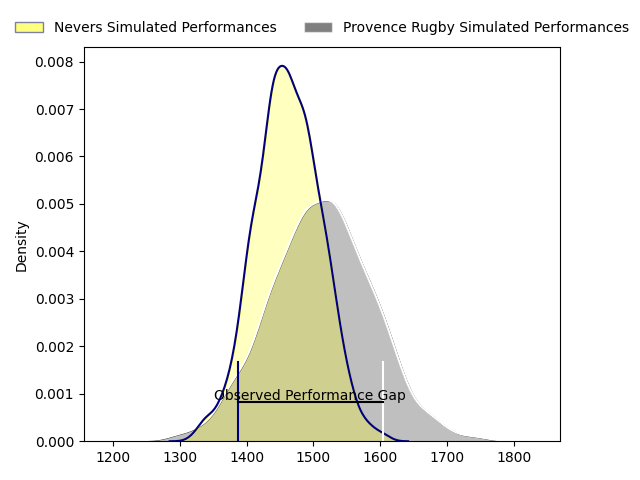 Nevers Simulated Performances Provence Rugby Simulated Performances
0.008
0.007
0.006
0.005
0.004
0.003
0.002
0.001
0.000
Density
Observed Performance Gap
1200 1300 1400 1500 1600 1700 1800